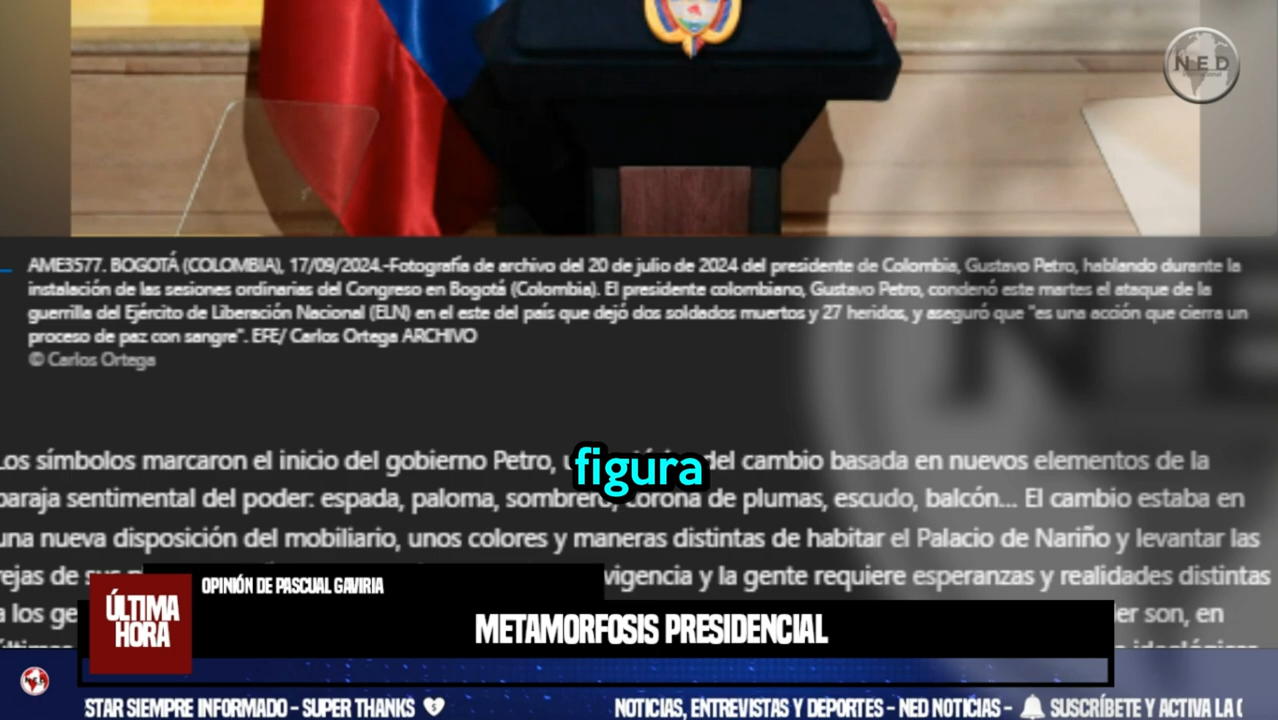 NED
AME3577. BOGOTÁ (COLOMBIA), 17/09/2024.-Fotografía de archivo del 20 de julio de 2024 del presidente de Colombia, Gustavo Petro, hablando durante la
instalación de las sesiones ordinarias del Congreso en Bogotá (Colombia). El presidente colombiano, Gustavo Petro, condenó este martes el ataque de la
guerrilla del Ejército de Liberación Nacional (ELN) en el este del país que dejó dos soldados muertos y 27 heridos, y aseguró que "es una acción que cierra un
proceso de paz con sangre". EFE/ Carlos Ortega ARCHIVO
© Carlos Ortega
Los símbolos marcaron el inicio del gobierno Petro, del cambio basada en nuevos elementos de la
figura
paraja sentimental del poder: espada, paloma, sombrero, corona de plumas, escudo, balcón... El cambio estaba en
una nueva disposición del mobiliario, unos colores y maneras distintas de habitar el Palacio de Nariño y levantar las
rejas de vigencia y la gente requiere esperanzas y realidades distintas
OPINIÓN DE PASCUAL GAVIRIA
a los son, en
ÚLTIMA
HORA
METAMORFOSIS PRESIDENCIAL
STAR SIEMPRE INFORMADO - SUPER THANKS NOTICIAS, ENTREVISTAS Y DEPORTES - NED NOTICIAS - SUSCRÍBETE Y ACTIVA LA